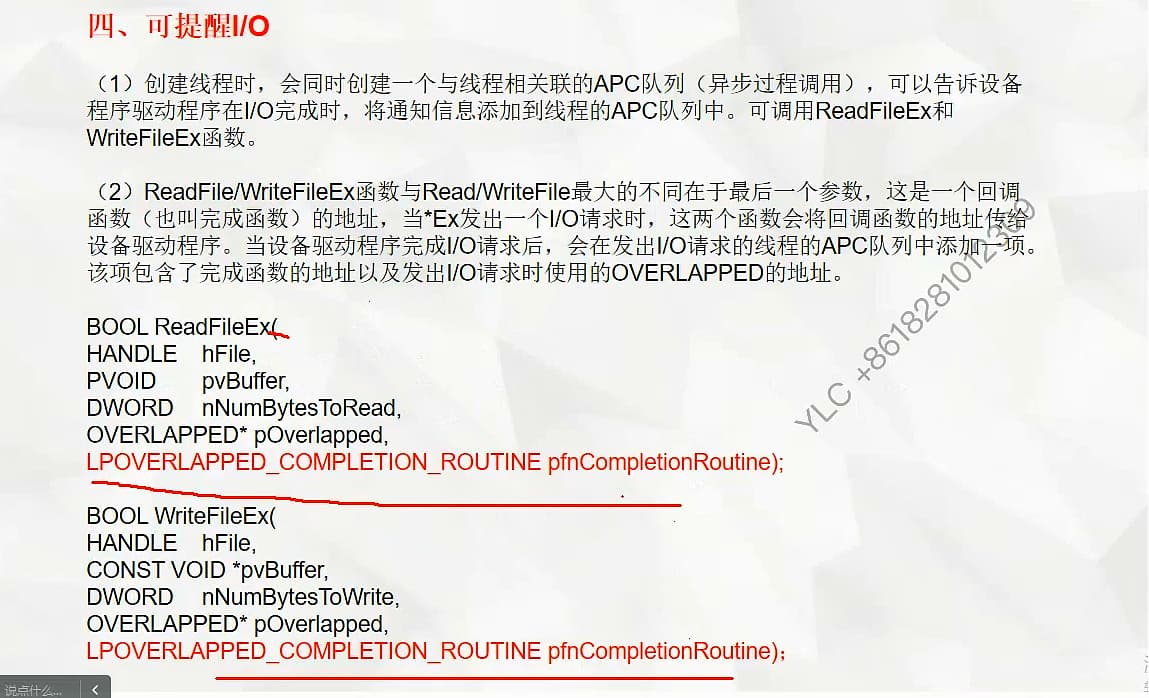 四、可提醒I/O
（1）创建线程时，会同时创建一个与线程相关联的APC队列（异步过程调用），可以告诉设备
程序驱动程序在I/O完成时，将通知信息添加到线程的APC队列中。可调用ReadFileEx和
WriteFileEx函数。
（2）ReadFile/WriteFileEx函数与Read/WriteFile最大的不同在于最后一个参数，这是一个回调
函数（也叫完成函数）的地址，当*Ex发出一个I/O请求时，这两个函数会将回调函数的地址传给
设备驱动程序。当设备驱动程序完成I/O请求后，会在发出I/O请求的线程的APC队列中添加一项。
该项包含了完成函数的地址以及发出I/O请求时使用的OVERLAPPED的地址。
BOOL ReadFileEx(
HANDLE hFile,
PVOID pvBuffer,
DWORD nNumBytesToRead,
OVERLAPPED* pOverlapped,
LPOVERLAPPED_COMPLETION_ROUTINE pfnCompletionRoutine);
BOOL WriteFileEx(
HANDLE hFile,
CONST VOID *pvBuffer,
DWORD nNumBytesToWrite,
OVERLAPPED* pOverlapped,
LPOVERLAPPED_COMPLETION_ROUTINE pfnCompletionRoutine);
说点什么...